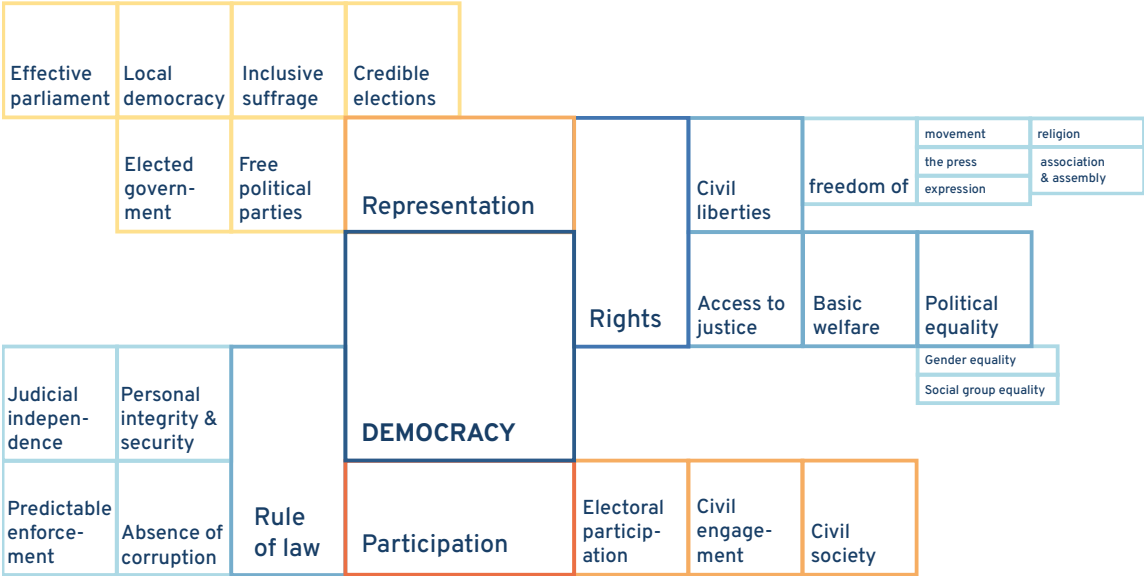 Effective
parliament
Local
democracy
Inclusive
suffrage
Credible
elections
Elected
govern-
ment
Free
political
parties
Representation
Civil
liberties
freedom of
movement
the press
expression
religion
association
& assembly
Rights
Access to
justice
Basic
welfare
Political
equality
Gender equality
Social group equality
DEMOCRACY
Judicial
indepen-
dence
Personal
integrity &
security
Predictable
enforce-
ment
Absence of
corruption
Rule
of law
Participation
Electoral
particip-
ation
Civil
engage-
ment
Civil
society